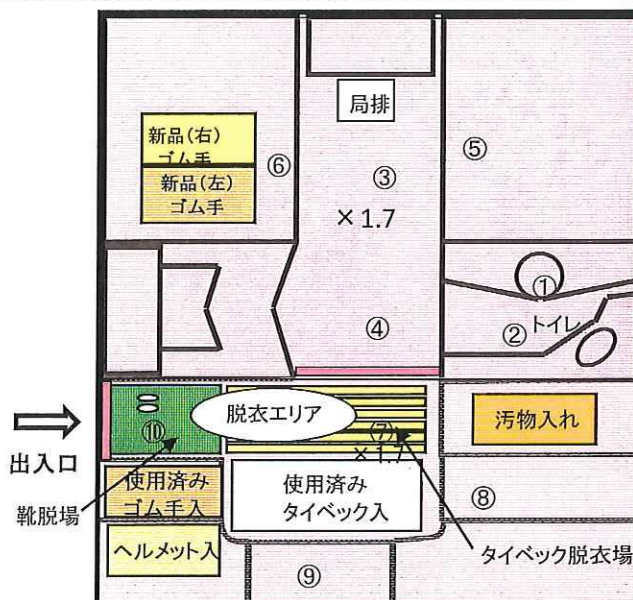 局排
新品(右)
ゴム手
新品(左)
ゴム手
⑥
③
⑤
×1.7
①
④
②
トイレ
出入口
⑩
脱衣エリア
⑦
×1.7
汚物入れ
靴脱場
使用済み
ゴム手入
使用済み
タイベック入
⑧
ヘルメット入
⑨
タイベック脱衣場